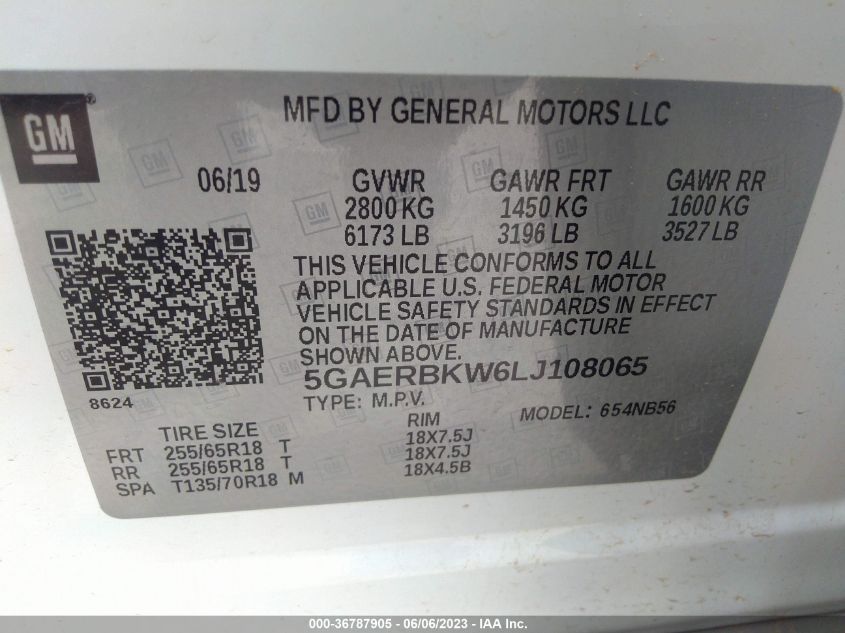 GM
MFD BY GENERAL MOTORS LLC
06/19 GVWR GAWR FRT GAWR RR
2800 KG 1450 KG 1600 KG
6173 LB 3196 LB 3527 LB
THIS VEHICLE CONFORMS TO ALL
APPLICABLE U.S. FEDERAL MOTOR
VEHICLE SAFETY STANDARDS IN EFFECT
ON THE DATE OF MANUFACTURE
SHOWN ABOVE.
5GAERBKW6LJ108065
8624 TYPE: M.P.V. MODEL: 654NB56
TIRE SIZE RIM
FRT 255/65R18 T 18X7.5J
RR 255/65R18 T 18X7.5J
SPA T135/70R18 M 18X4.5B
000-36787905 - 06/06/2023 - IAA Inc.